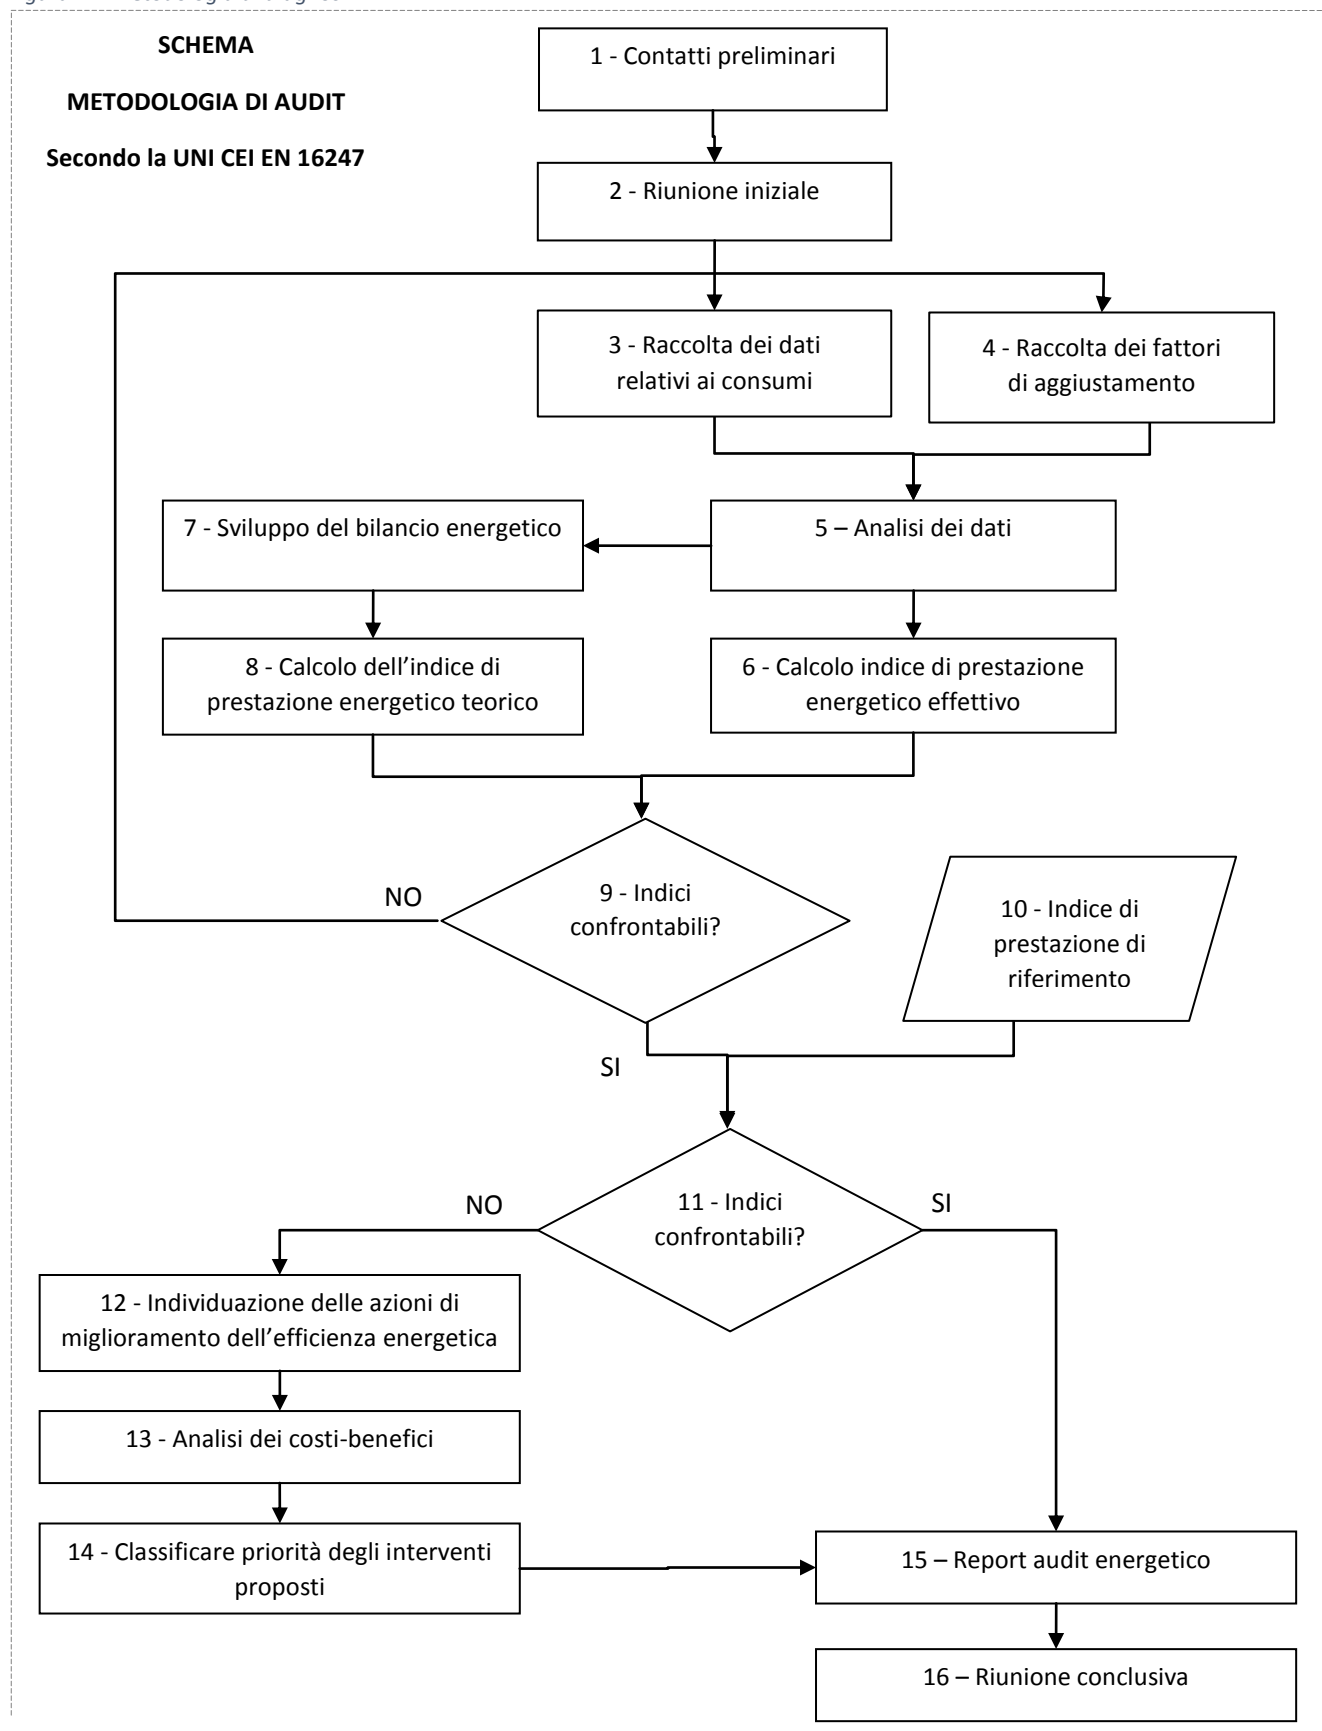 SCHEMA
METODOLOGIA DI AUDIT
Secondo la UNI CEI EN 16247
1 - Contatti preliminari
2 - Riunione iniziale
3 - Raccolta dei dati
relativi ai consumi
4 - Raccolta dei fattori
di aggiustamento
7 - Sviluppo del bilancio energetico
5 – Analisi dei dati
8 - Calcolo dell’indice di
prestazione energetico teorico
6 - Calcolo indice di prestazione
energetico effettivo
NO
9 - Indici
confrontabili?
10 - Indice di
prestazione di
riferimento
SI
NO
11 - Indici
confrontabili?
SI
12 - Individuazione delle azioni di
miglioramento dell’efficienza energetica
13 - Analisi dei costi-benefici
14 - Classificare priorità degli interventi
proposti
15 – Report audit energetico
16 – Riunione conclusiva